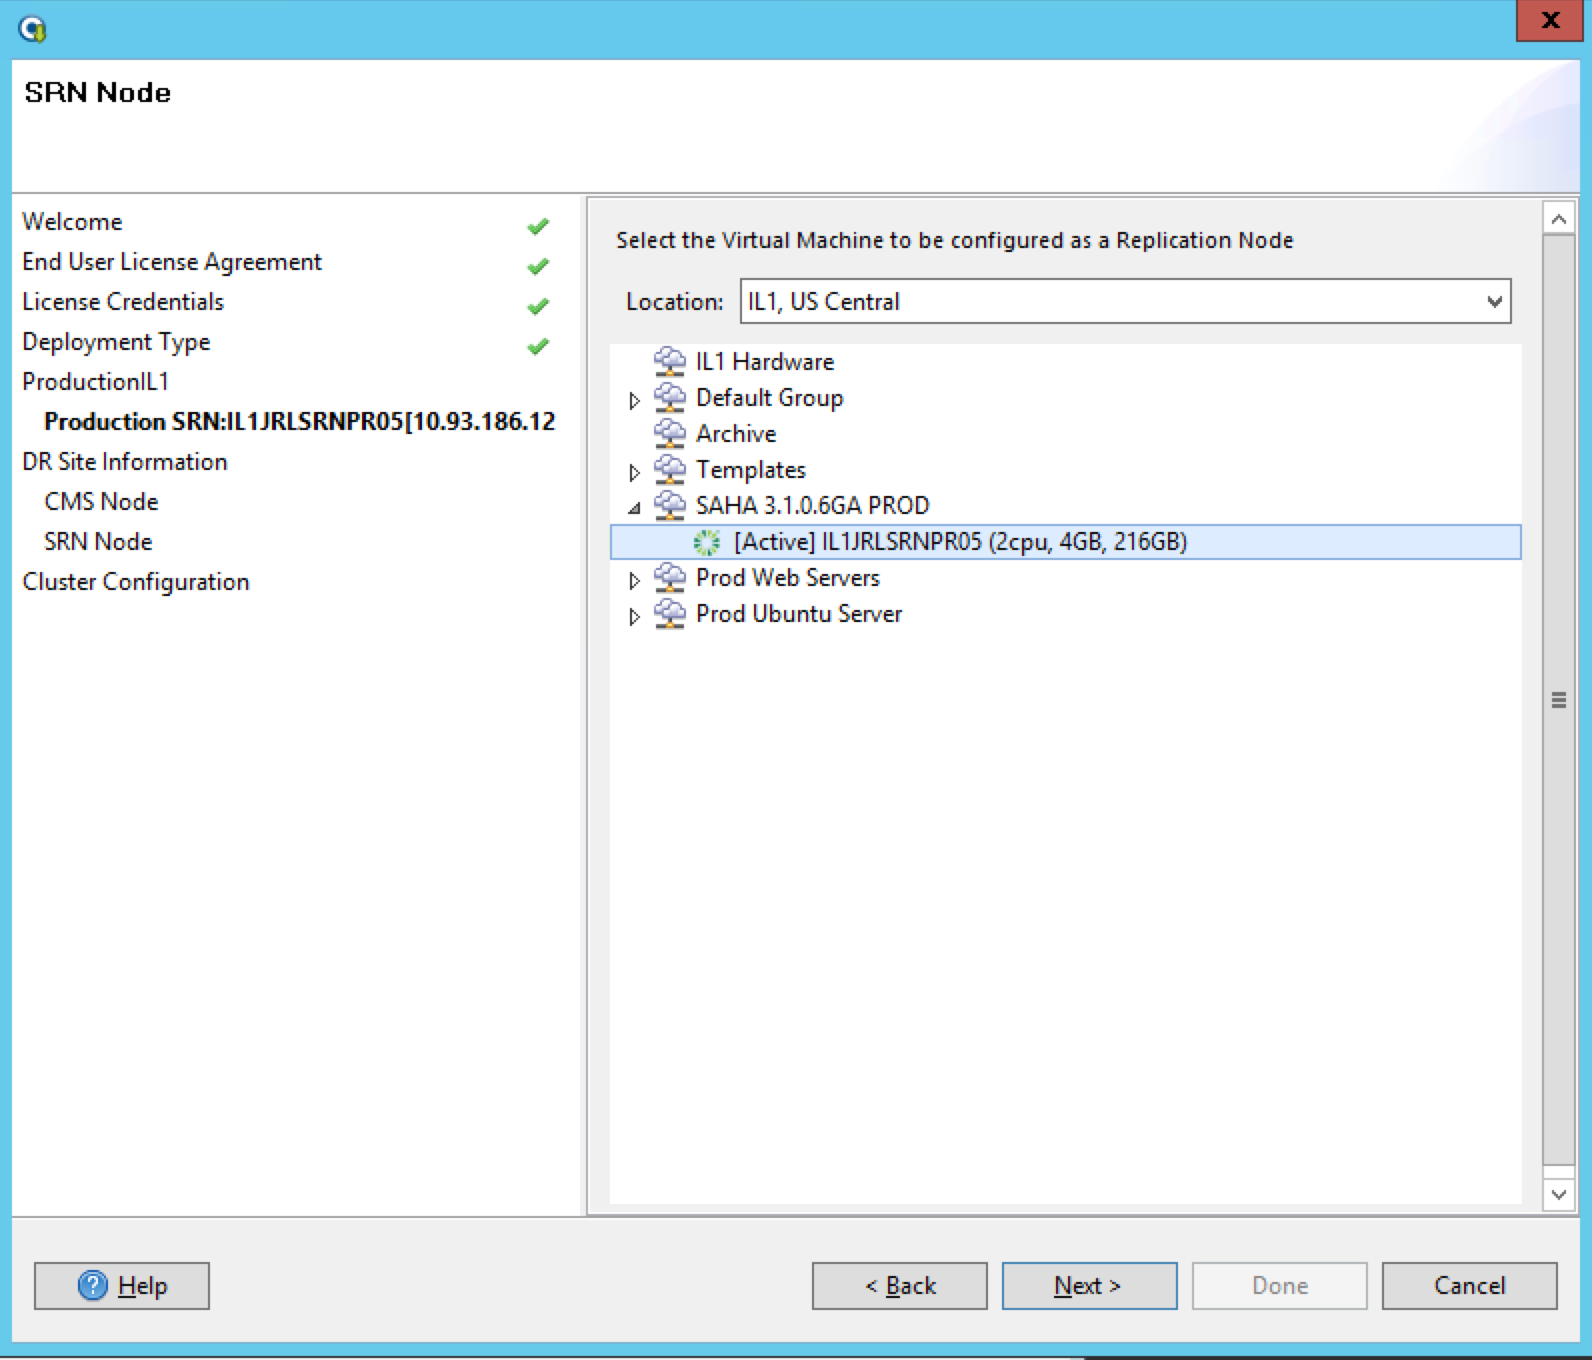 X
SRN Node
Welcome
End User License Agreement
License Credentials
Deployment Type
ProductionIL1
Production SRN:IL1JRLSRNPR05[10.93.186.12
DR Site Information
CMS Node
SRN Node
Cluster Configuration
Select the Virtual Machine to be configured as a Replication Node
Location: IL1, US Central
IL1 Hardware
Default Group
Archive
Templates
SAHA 3.1.0.6GA PROD
[Active] IL1JRLSRNPR05 (2cpu, 4GB, 216GB)
Prod Web Servers
Prod Ubuntu Server
? Help
< Back
Next >
Done
Cancel